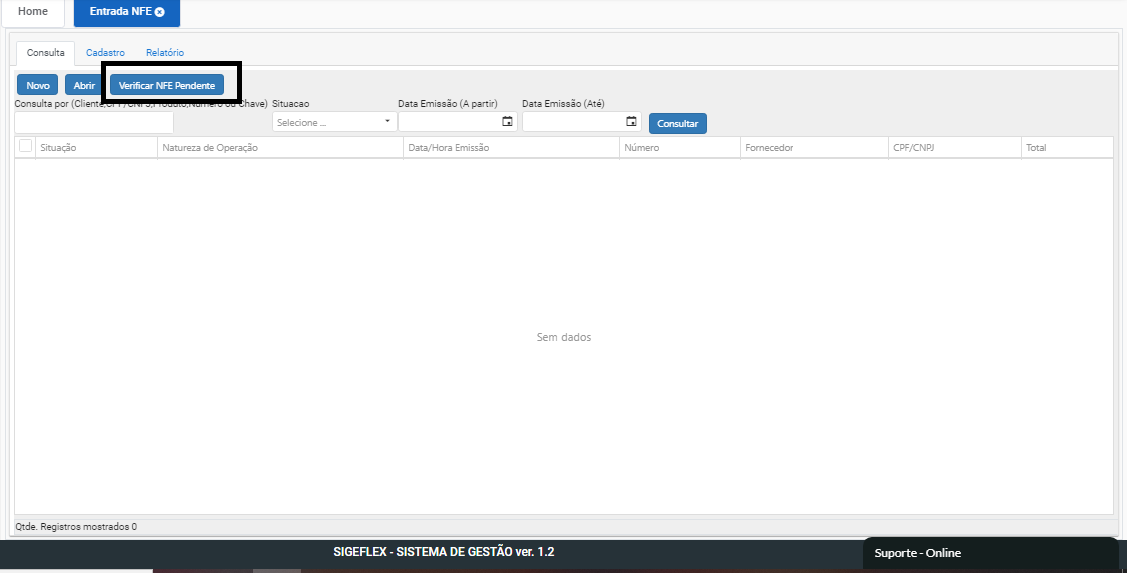 Home Entrada NFE
Consulta Cadastro Relatório
Novo Abrir Verificar NFE Pendente
Consulta por (Cliente,CPF/CNPJ,Produto,Número ou Chave) Situacao Data Emissão (A partir) Data Emissão (Até)
Selecione ... Consultar
Situação Natureza de Operação Data/Hora Emissão Número Fornecedor CPF/CNPJ Total
Sem dados
Qtde. Registros mostrados 0
SIGEFLEX - SISTEMA DE GESTÃO ver. 1.2
Suporte - Online